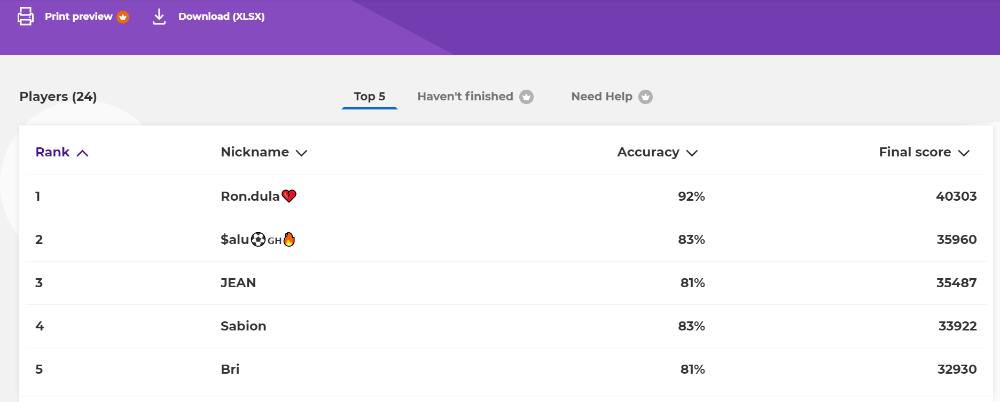 Print preview Download (XLSX)
Players (24) Top 5 Haven't finished Need Help
Rank Nickname Accuracy Final score
1 Ron.dula💔 92% 40303
2 $alu⚽GH🔥 83% 35960
3 JEAN 81% 35487
4 Sabion 83% 33922
5 Bri 81% 32930